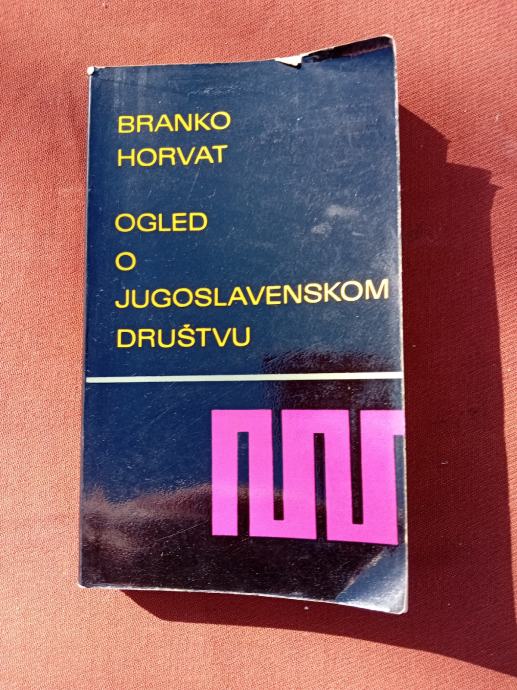 BRANKO
HORVAT
OGLED
O
JUGOSLAVENSKOM
DRUŠTVU